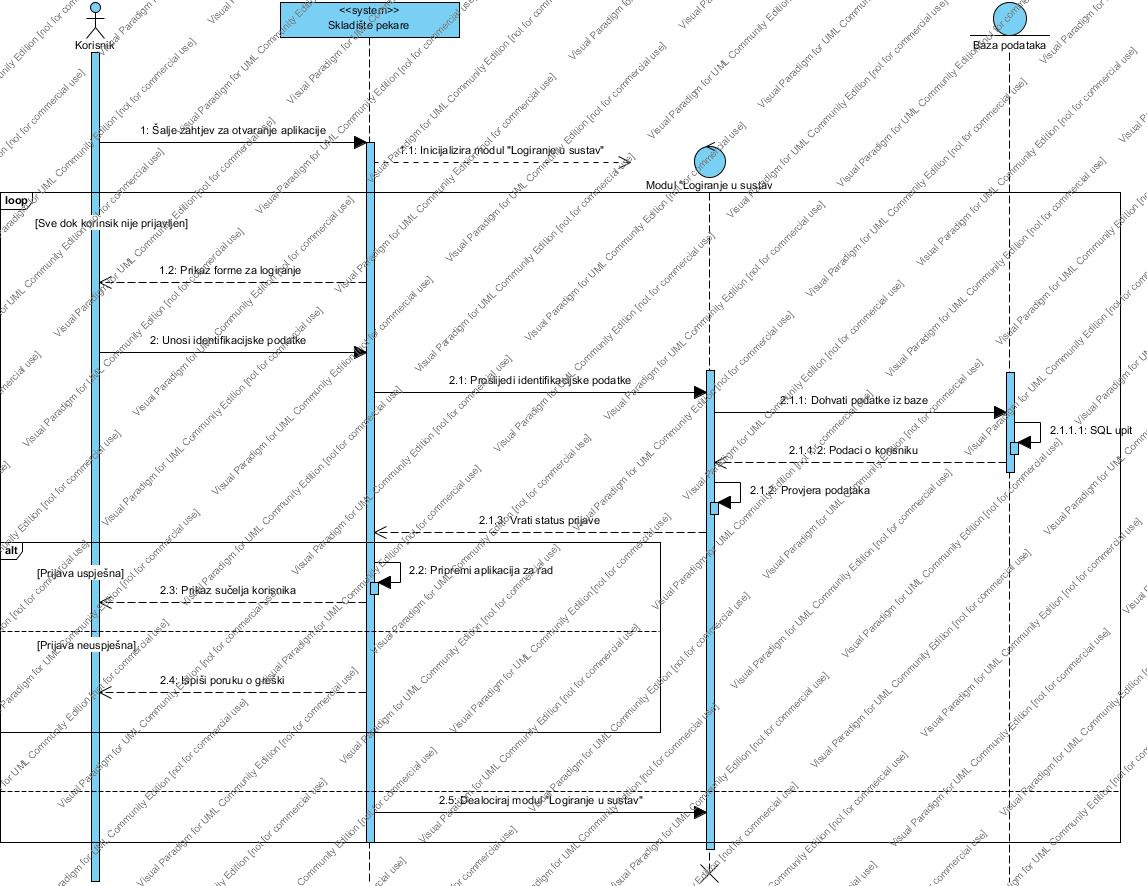 <<system>>
Skladište pekare
Korisnik
Baza podataka
1: Šalje zahtjev za otvaranje aplikacije
1.1: Inicijalizira modul "Logiranje u sustav"
Modul "Logiranje u sustav
loop
[Sve dok korinsik nije prijavljen]
1.2: Prikaz forme za logiranje
2: Unosi identifikacijske podatke
2.1: Proslijedi identifikacijske podatke
2.1.1: Dohvati podatke iz baze
2.1.1.1: SQL upit
2.1.1.2: Podaci o korisniku
2.1.2: Provjera podataka
2.1.3: Vrati status prijave
alt
[Prijava uspješna]
2.2: Pripremi aplikacija za rad
2.3: Prikaz sučelja korisnika
[Prijava neuspješna]
2.4: Ispiši poruku o greški
2.5: Dealociraj modul "Logiranje u sustav"
Visual Paradigm for UML Community Edition [not for commercial use]